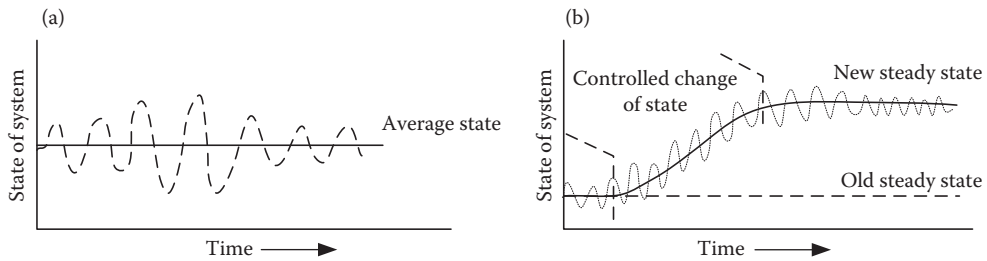 (a)
State of system
Average state
Time
(b)
State of system
Controlled change
of state
New steady state
Old steady state
Time